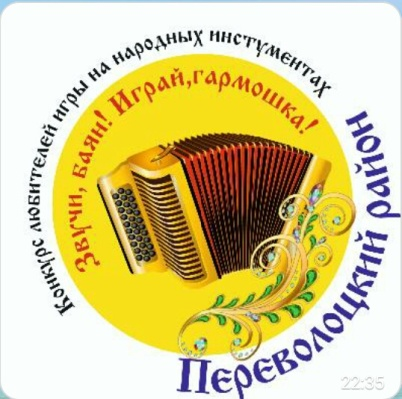 Конкурс любителей игры на народных инстументах
Звучи, баян! Играй,гармошка!
Переволоцкий район
22:35